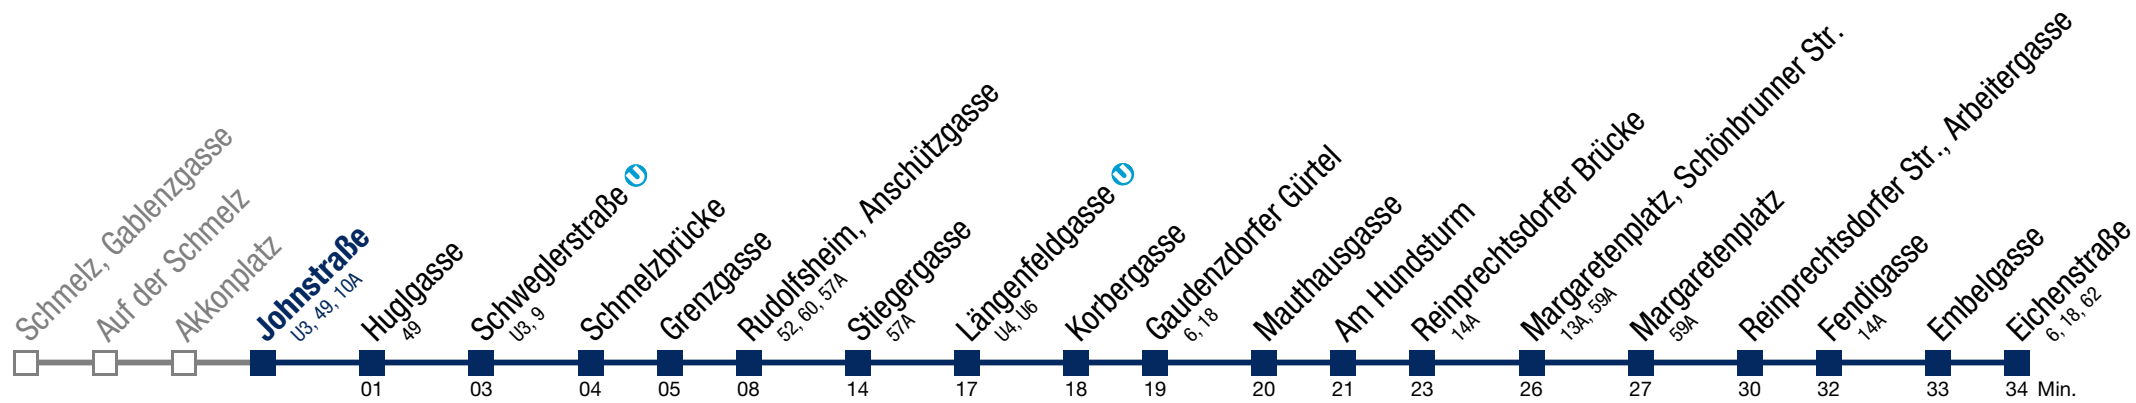 Schmelz, Gablenzgasse
Auf der Schmelz
Akkonplatz
Johnstraße
U3, 49, 10A
Huglgasse
49
Schweglerstraße U
U3, 9
Schmelzbrücke
Grenzgasse
Rudolfsheim, Anschützgasse
52, 60, 57A
Stiegergasse
57A
Längenfeldgasse U
U4, U6
Korbergasse
Gaudenzdorfer Gürtel
6, 18
Mauthausgasse
Am Hundsturm
Reinprechtsdorfer Brücke
14A
Margaretenplatz, Schönbrunner Str.
13A, 59A
Margaretenplatz
59A
Reinprechtsdorfer Str., Arbeitergasse
Fendigasse
14A
Embelgasse
Eichenstraße
6, 18, 62
01 03 04 05 08 14 17 18 19 20 21 23 26 27 30 32 33 34 Min.